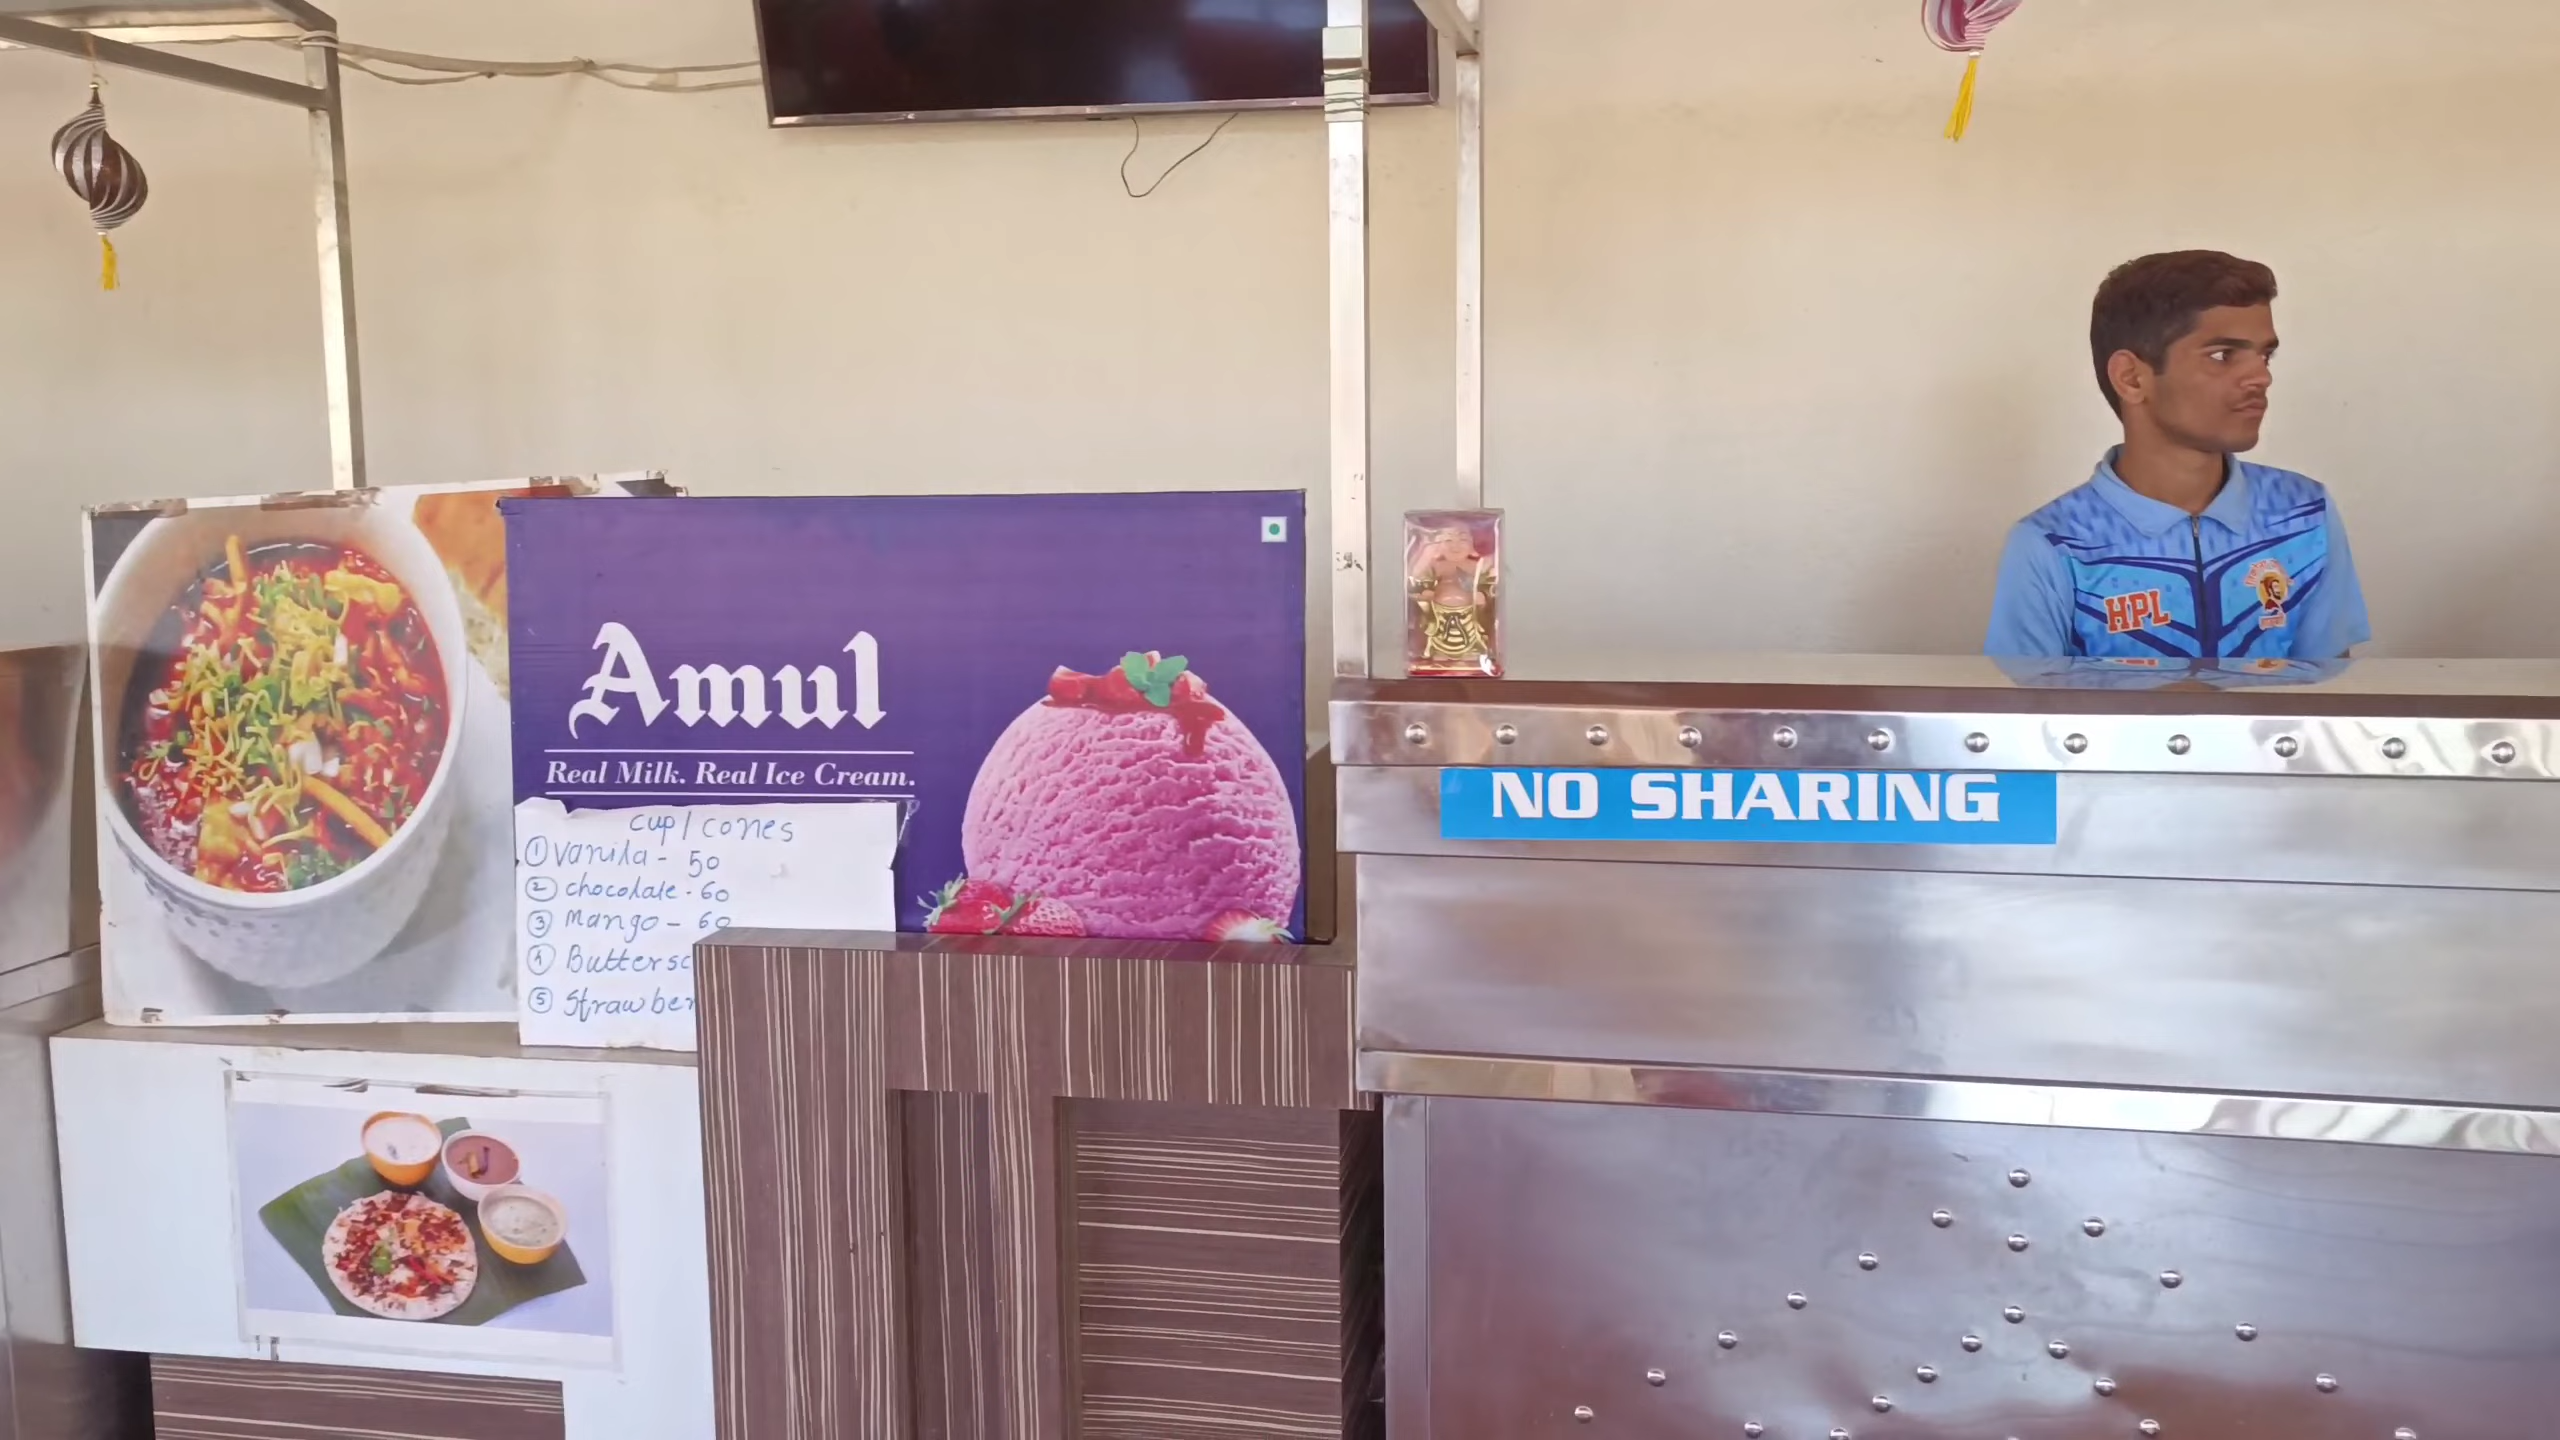 Amul
Real Milk. Real Ice Cream.
cup/cones
① Vanila - 50
② chocolate - 60
③ Mango - 60
④ Buttersc
⑤ Strawber
NO SHARING
HPL